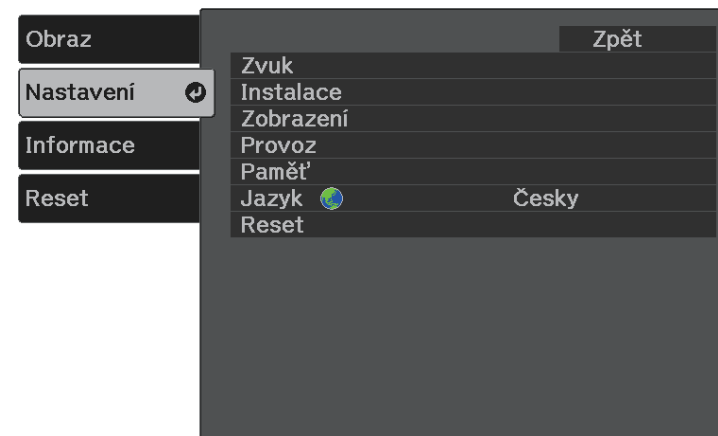 Obraz
Nastavení
Informace
Reset
Zpět
Zvuk
Instalace
Zobrazení
Provoz
Paměť
Jazyk Česky
Reset